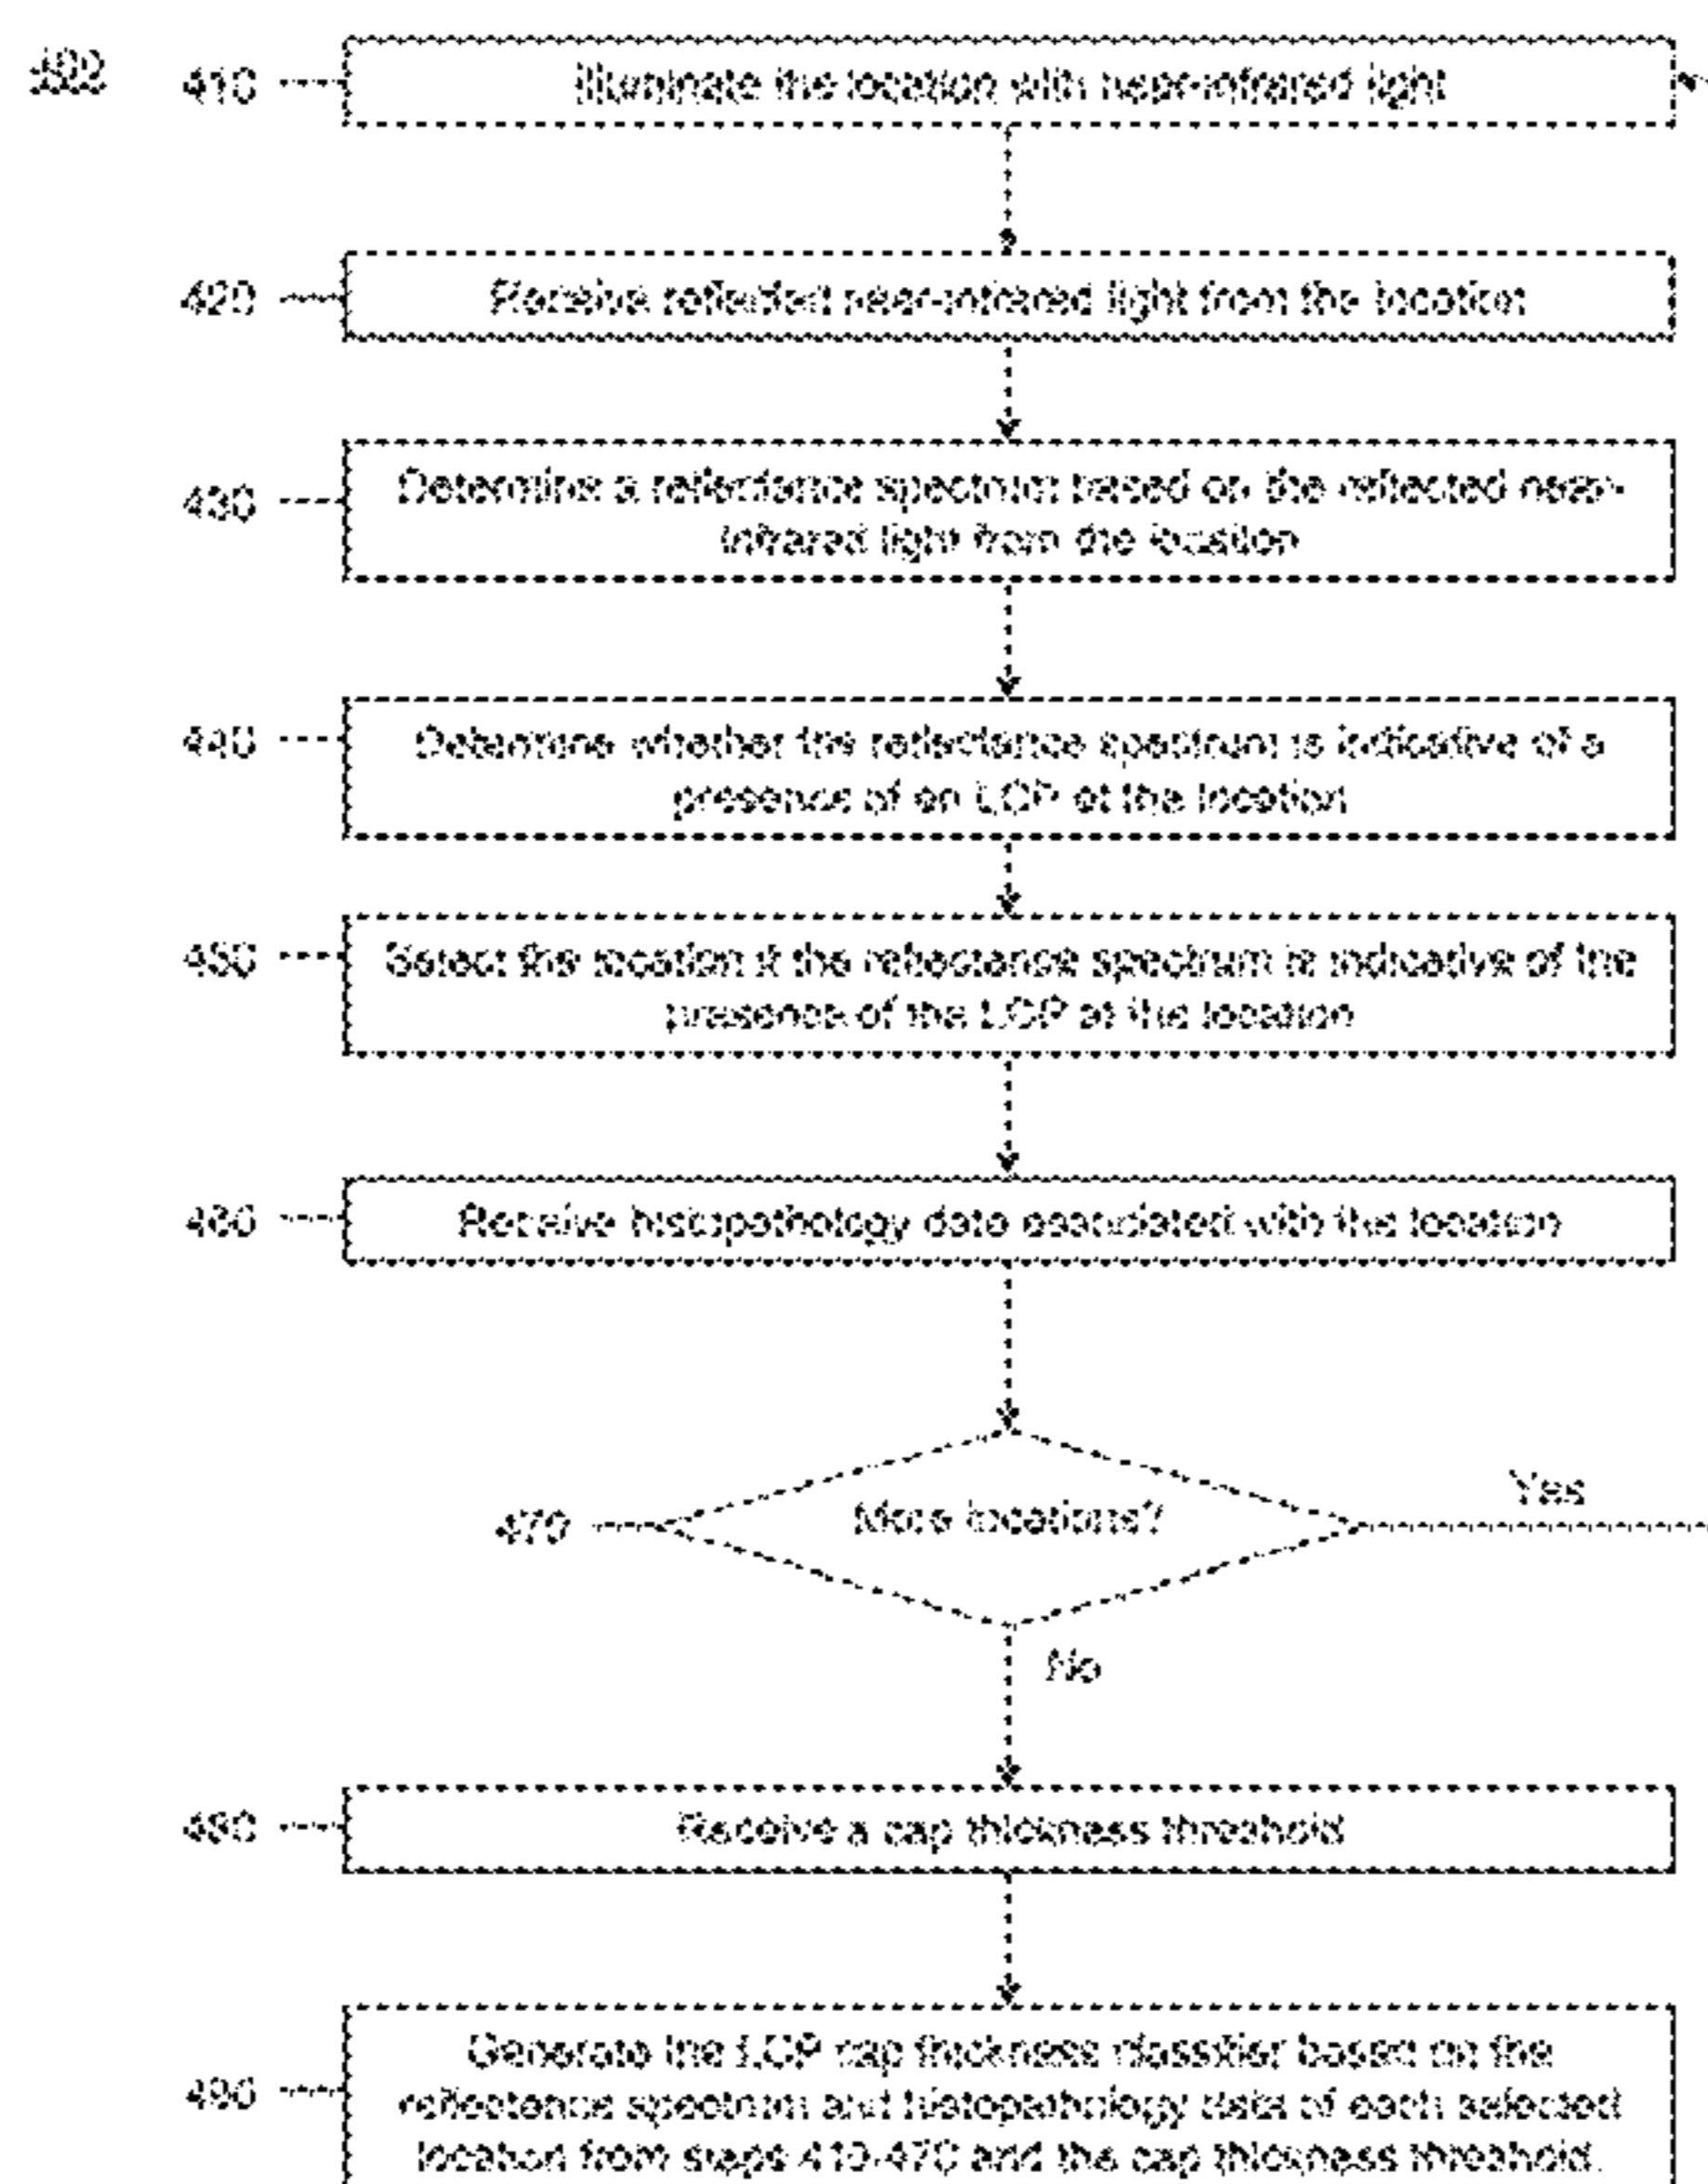 410
Illuminate the location with near-infrared light
420
Receive reflected near-infrared light from the location
430
Determine a reflectance spectrum based on the reflected near-
infrared light from the location
440
Determine whether the reflectance spectrum is indicative of a
presence of an LCP at the location
450
Select the location if the reflectance spectrum is indicative of the
presence of the LCP at the location
460
Receive histopathology data associated with the location
470
More locations?
Yes
No
480
Receive a cap thickness threshold
490
Generate the LCP cap thickness classifier based on the
reflectance spectrum and histopathology data of each selected
location from steps 410-470 and the cap thickness threshold.